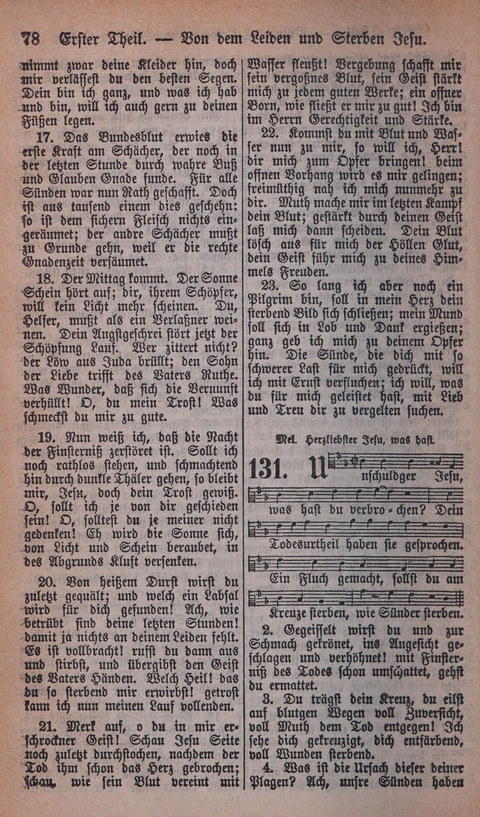 78 Erster Theil. — Von dem Leiden und Sterben Jesu.
nimmt zwar deine Kleider hin, doch
mir verlässest du den besten Segen.
Dein bin ich ganz, und was ich hab
und bin, will ich auch gern zu deinen
Füßen legen.
17. Das Bundesblut erwies die
erste Kraft am Schächer, der noch in
der letzten Stunde durch wahre Buß
und Glauben Gnade funde. Für alle
Sünden war nun Rath geschafft. Doch
ist aus tausend einem dies geschehn:
so ist dem sichern Fleisch nichts ein-
geräumet; der andre Schächer mußt
zu Grunde gehn, weil er die rechte
Gnadenzeit versäumet.
18. Der Mittag kommt. Der Sonne
Schein hört auf; dir, ihrem Schöpfer,
will kein Licht mehr scheinen. Du,
Helfer, mußt als ein Verlaßner wei-
nen. Dein Angstgeschrei stört jetzt der
Schöpfung Lauf. Wer zittert nicht?
der Löw aus Juda brüllt; den Sohn
der Liebe trifft des Vaters Ruthe.
Was Wunder, daß sich die Vernunft
verhüllt! O, du mein Trost! Was
schmeckst du mir zu gute.
19. Nun weiß ich, daß die Nacht
der Finsterniß zerstöret ist. Sollt ich
noch rathlos stehen, und schmachtend
hin durch dunkle Thäler gehen, so bleibt
mir, Jesu, doch dein Trost gewiß.
O, sollt ich je von dir geschieden
sein! O, solltest du je meiner nicht
gedenken! Eh wird die Sonne sich,
von Licht und Schein beraubet, in
des Abgrunds Kluft versenken.
20. Von heißem Durst wirst du
zuletzt gequält; und welch ein Labsal
wird für dich gefunden! Ach, wie
betrübt sind deine letzten Stunden!
damit ja nichts an deinem Leiden fehlt.
Es ist vollbracht! rufst du dann aus
und stirbst, und übergibst den Geist
des Vaters Händen. Welch Heil! das
du so sterbend mir erwirbst! getrost
kann ich nun meinen Lauf vollenden.
21. Merk auf, o du in mir er-
schrockner Geist! Schau Jesu Seite
noch zuletzt durchstochen, nachdem der
Tod ihm schon das Herz gebrochen;
schau, wie sein Blut vereint mit
Wasser fleußt! Vergebung schafft mir
sein vergoßnes Blut, sein Geist stärkt
mich zu jedem guten Werke; ein offner
Born, wie fließt er mir zu gut! Ich bin
im Herrn Gerechtigkeit und Stärke.
22. Kommst du mit Blut und Was-
ser nun zu mir, so will ich, Herr!
dir mich zum Opfer bringen! beim
offnen Vorhang wird es mir gelingen;
freimüthig nah ich mich nunmehr zu
dir. Muth mache mir im letzten Kampf
dein Blut; gestärkt durch deinen Geist
laß mich dann scheiden. Dein Blut
lösch aus für mich der Höllen Glut,
dein Geist führ mich zu deines Him-
mels Freuden.
23. So lang ich aber noch ein
Pilgrim bin, soll in mein Herz dein
sterbend Bild sich schließen; mein Mund
soll sich in Lob und Dank ergießen;
ganz geb ich mich zu deinem Opfer
hin. Die Sünde, die dich mit so
schwerer Last für mich gedrückt, will
ich mit Ernst verfluchen; ich will, was
du für mich geleistet hast, mit Lieb
und Treu dir zu vergelten suchen.
Mel. Herzliebster Jesu, was hast.
131. Unschuldger Jesu,
was hast du verbro-chen? Dein
Todesurtheil haben sie gesprochen.
Ein Fluch gemacht, sollst du am
Kreuze sterben, wie Sünder sterben.
2. Gegeisselt wirst du und zur
Schmach gekrönet, ins Angesicht ge-
schlagen und verhöhnet! mit Finster-
niß des Todes schon umschattet, gehst
du ermattet.
3. Du trägst dein Kreuz, du eilst
auf blutgen Wegen voll Zuversicht,
voll Muth dem Tod entgegen! Ich
sehe dich gekreuzigt, dich entfärbend,
voll Wunden sterbend.
4. Was ist die Ursach dieser deiner
Plagen? Ach, unsre Sünden haben